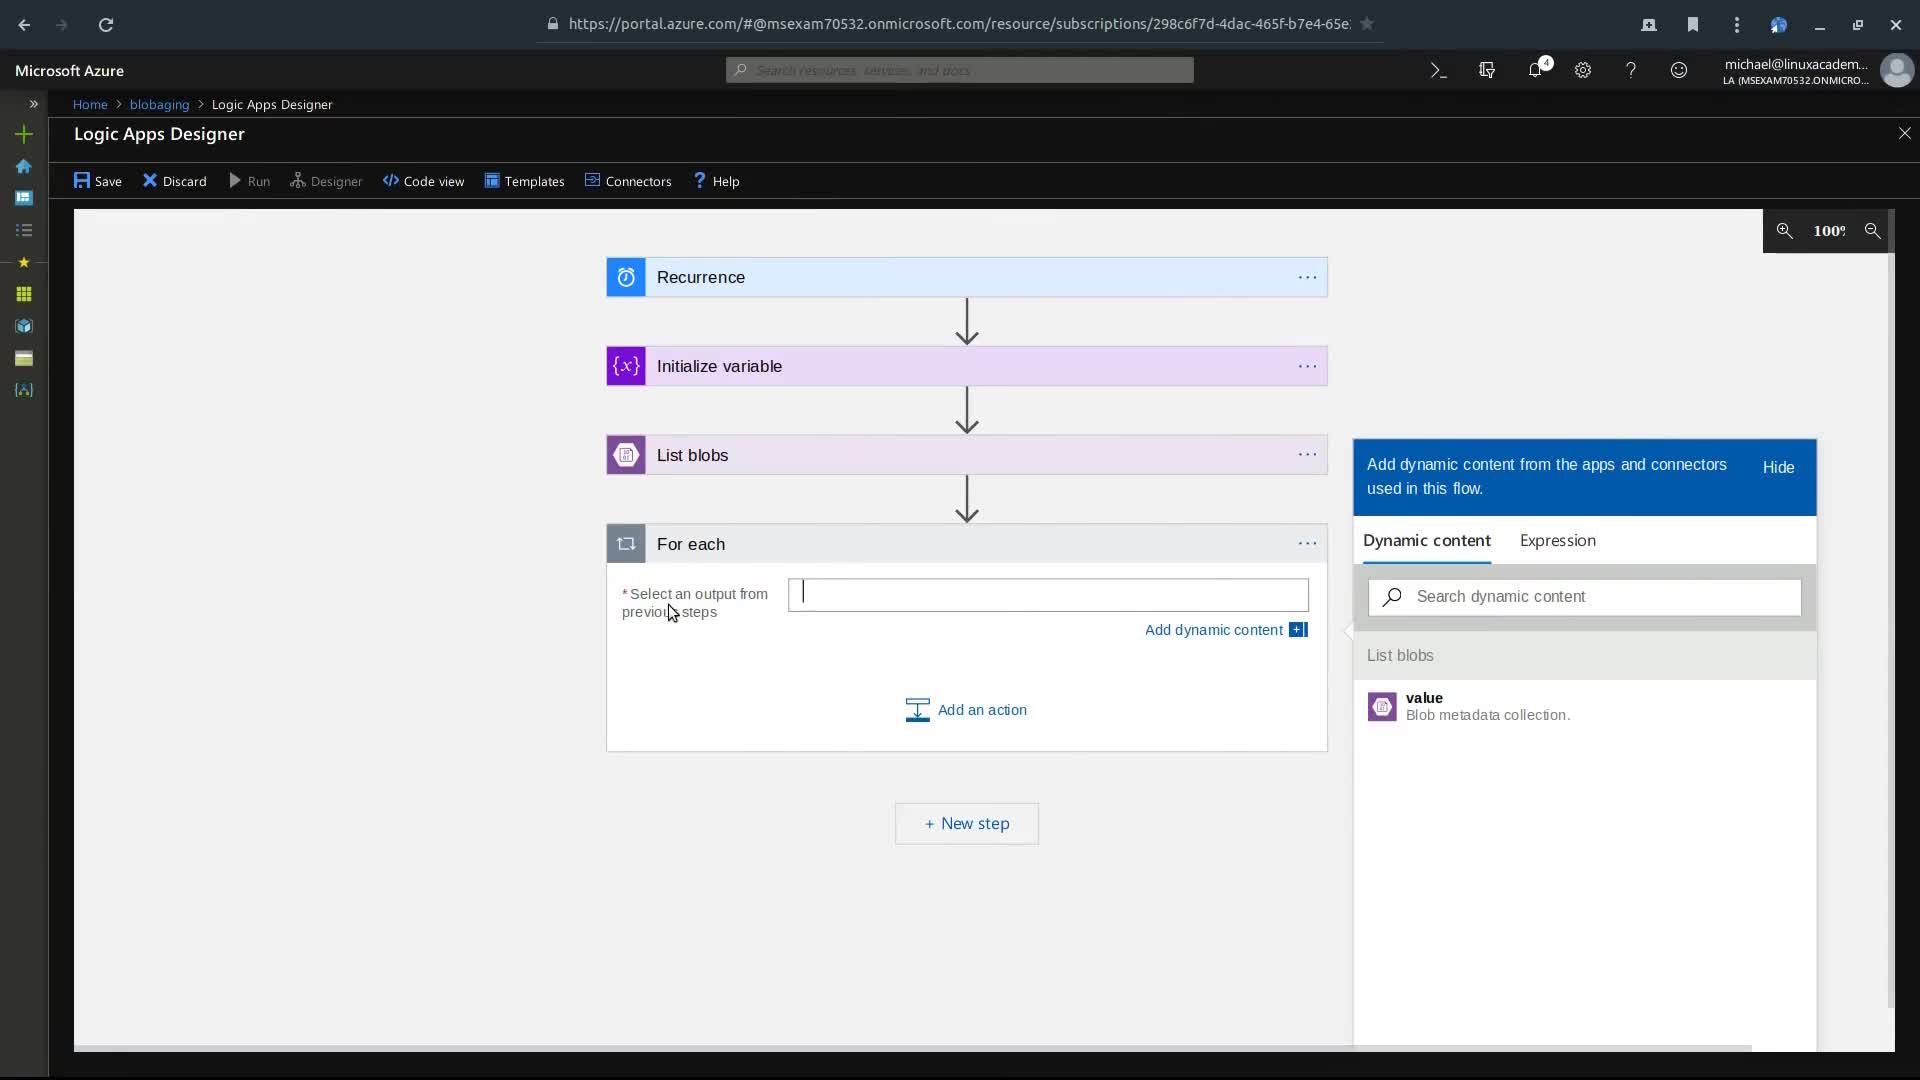 https://portal.azure.com/#@msexam70532.onmicrosoft.com/resource/subscriptions/298c6f7d-4dac-465f-b7e4-65e
Microsoft Azure
Search resources, services, and docs
4
michael@linuxacadem...
LA (MSEXAM70532.ONMICRO...
Home > blobaging > Logic Apps Designer
Logic Apps Designer
Save Discard Run Designer Code view Templates Connectors ? Help
100%
Recurrence
{x} Initialize variable
List blobs
For each
* Select an output from
previous steps
Add dynamic content
Add an action
+ New step
Add dynamic content from the apps and connectors
used in this flow.
Hide
Dynamic content Expression
Search dynamic content
List blobs
value
Blob metadata collection.